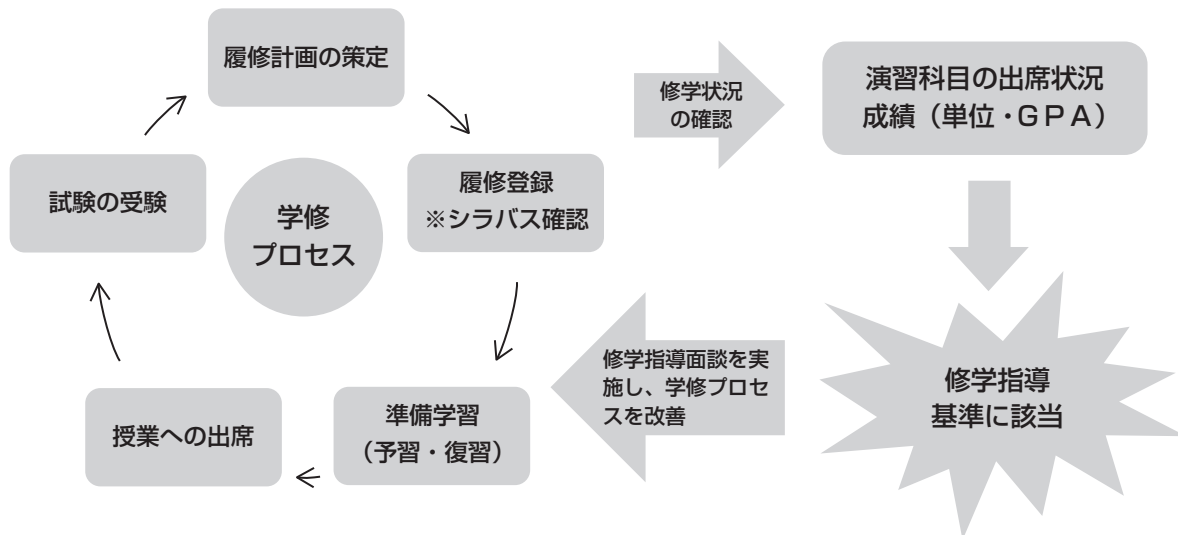 履修計画の策定
履修登録
※シラバス確認
準備学習
（予習・復習）
授業への出席
試験の受験
学修
プロセス
修学状況
の確認
演習科目の出席状況
成績（単位・ＧＰＡ）
修学指導
基準に該当
修学指導面談を実
施し、学修プロセ
スを改善